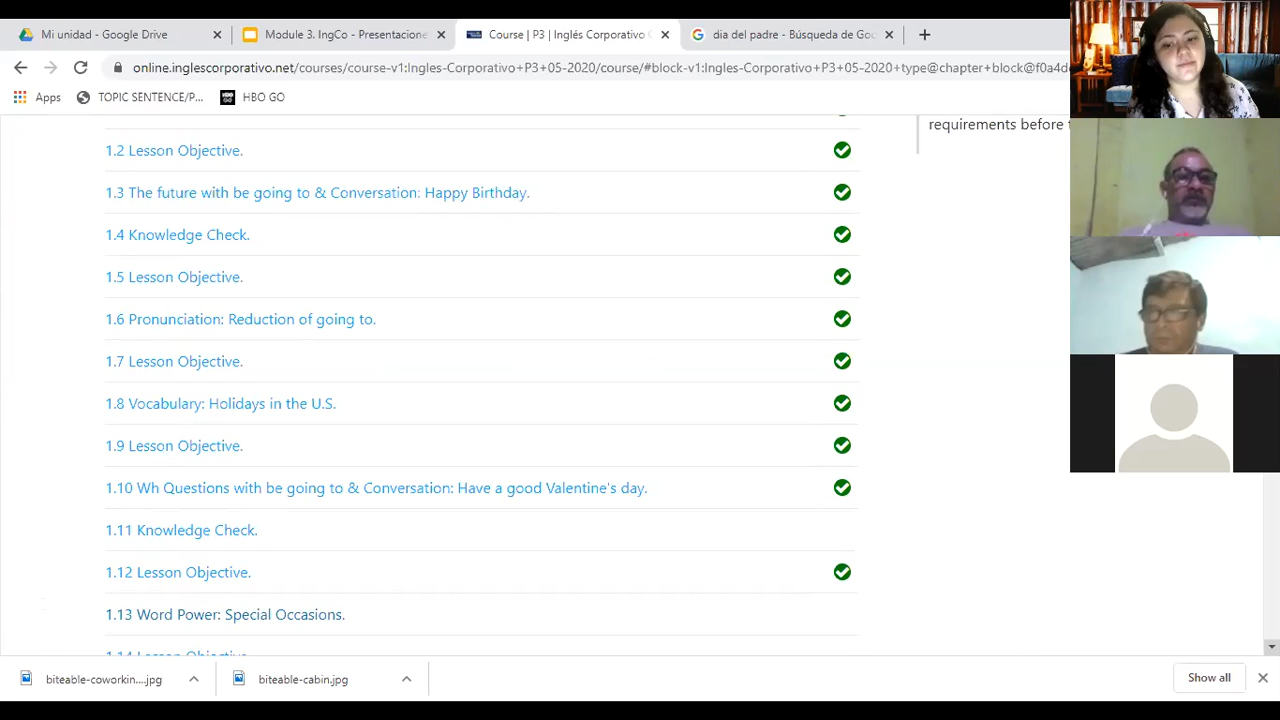 Mi unidad - Google Drive
Module 3. IngCo - Presentacione
Course | P3 | Inglés Corporativo
dia del padre - Búsqueda de Goo
online.inglescorporativo.net/courses/course-v1:Ingles-Corporativo+P3+05-2020/course/#block-v1:Ingles-Corporativo+P3+05-2020+type@chapter+block@f0a4d
Apps
TOPIC SENTENCE/P...
HBO GO
requirements before t
1.2 Lesson Objective.
1.3 The future with be going to & Conversation: Happy Birthday.
1.4 Knowledge Check.
1.5 Lesson Objective.
1.6 Pronunciation: Reduction of going to.
1.7 Lesson Objective.
1.8 Vocabulary: Holidays in the U.S.
1.9 Lesson Objective.
1.10 Wh Questions with be going to & Conversation: Have a good Valentine's day.
1.11 Knowledge Check.
1.12 Lesson Objective.
1.13 Word Power: Special Occasions.
1.14 Lesson Objective.
biteable-coworkin....jpg
biteable-cabin.jpg
Show all